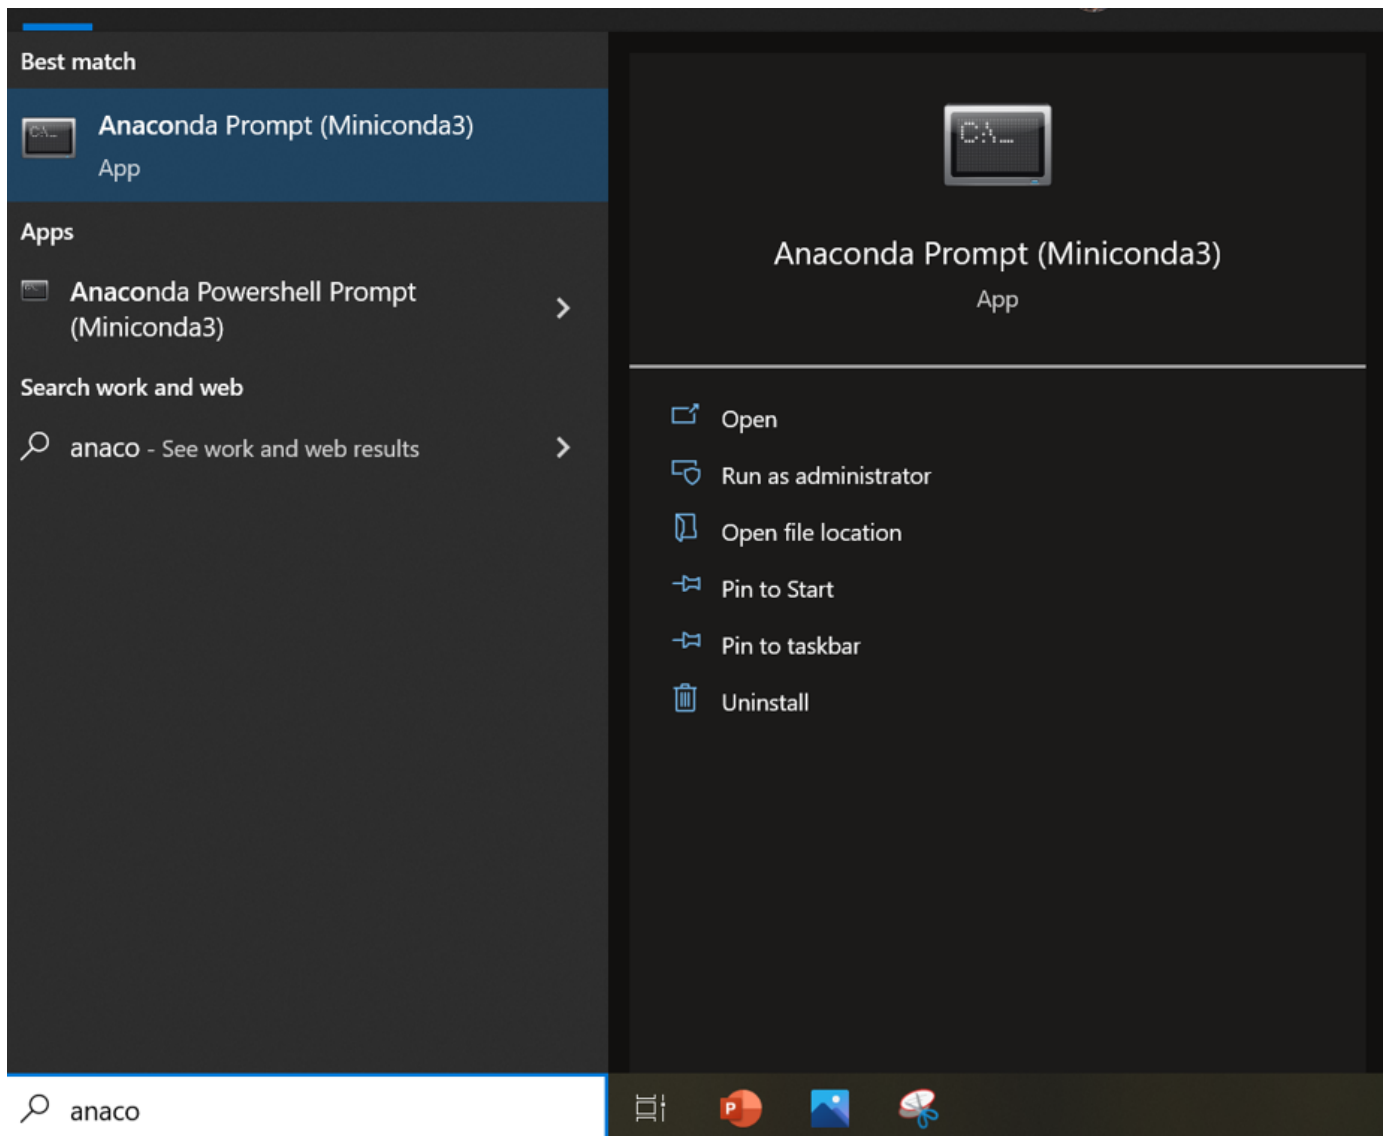 Best match
Anaconda Prompt (Miniconda3)
App
Apps
Anaconda Powershell Prompt
(Miniconda3)
Search work and web
anaco - See work and web results
anaco
C:\_
Anaconda Prompt (Miniconda3)
App
Open
Run as administrator
Open file location
Pin to Start
Pin to taskbar
Uninstall
P